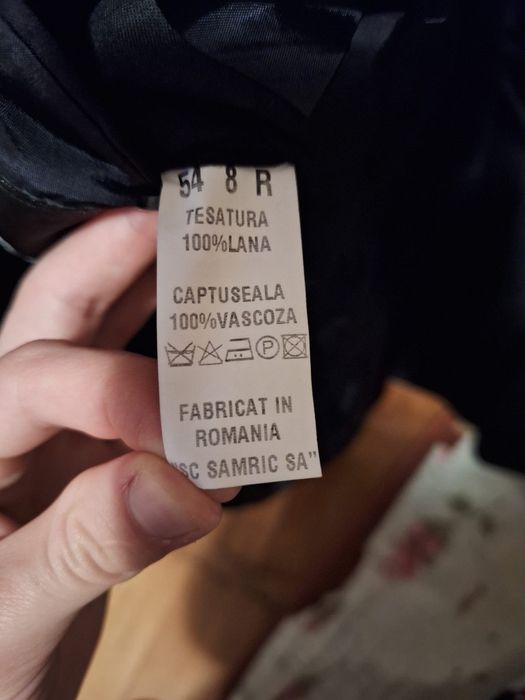 54 8 R
TESATURA
100%LANA
CAPTUSEALA
100%VASCOZA
P
FABRICAT IN
ROMANIA
"SC SAMRIC SA"